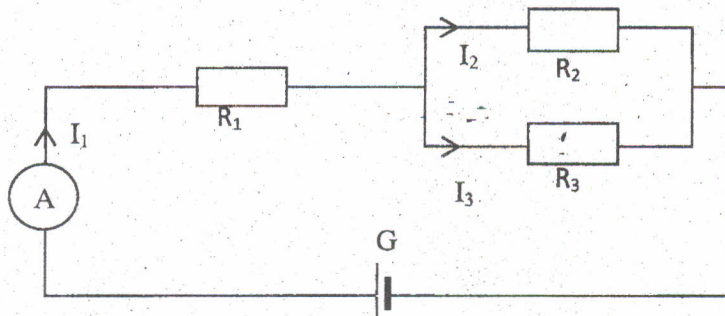 I₂
R₂
R₁
I₁
I₃
R₃
A
G